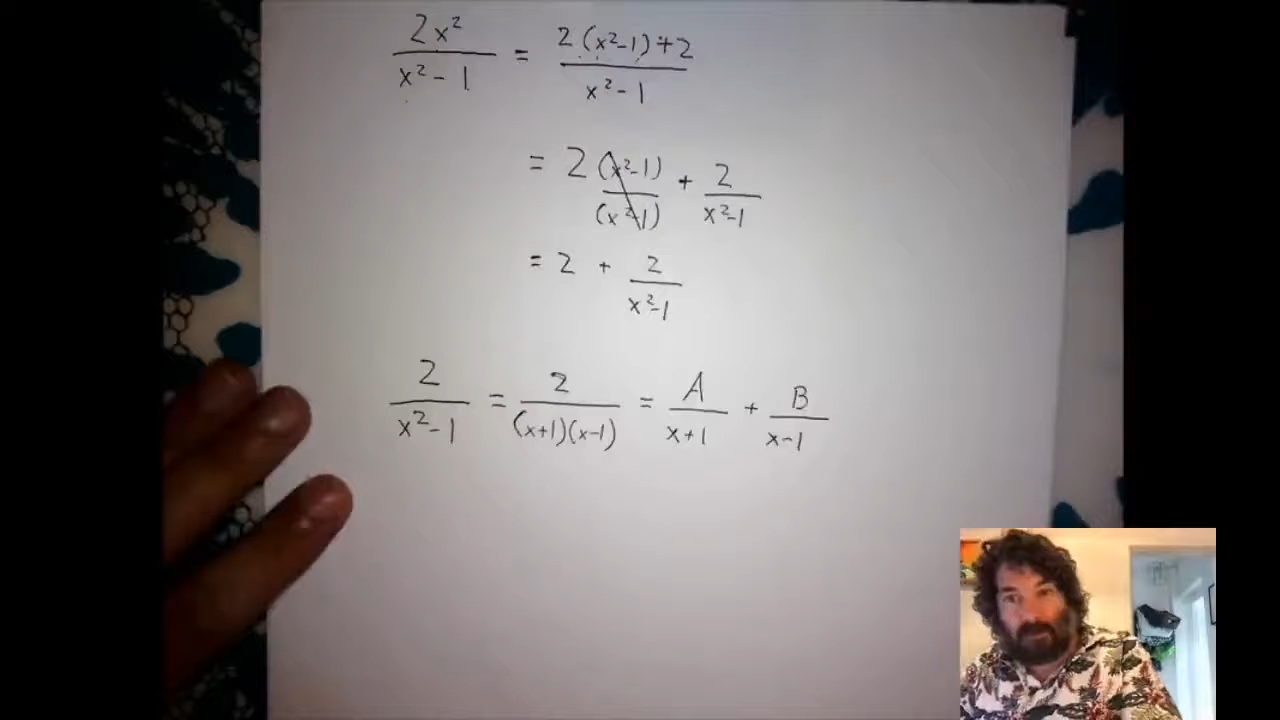 2x² / x² - 1 = 2(x²-1)+2 / x² - 1
= 2 (x²-1) / (x²-1) + 2 / x²-1
= 2 + 2 / x²-1
2 / x²-1 = 2 / (x+1)(x-1) = A / x+1 + B / x-1